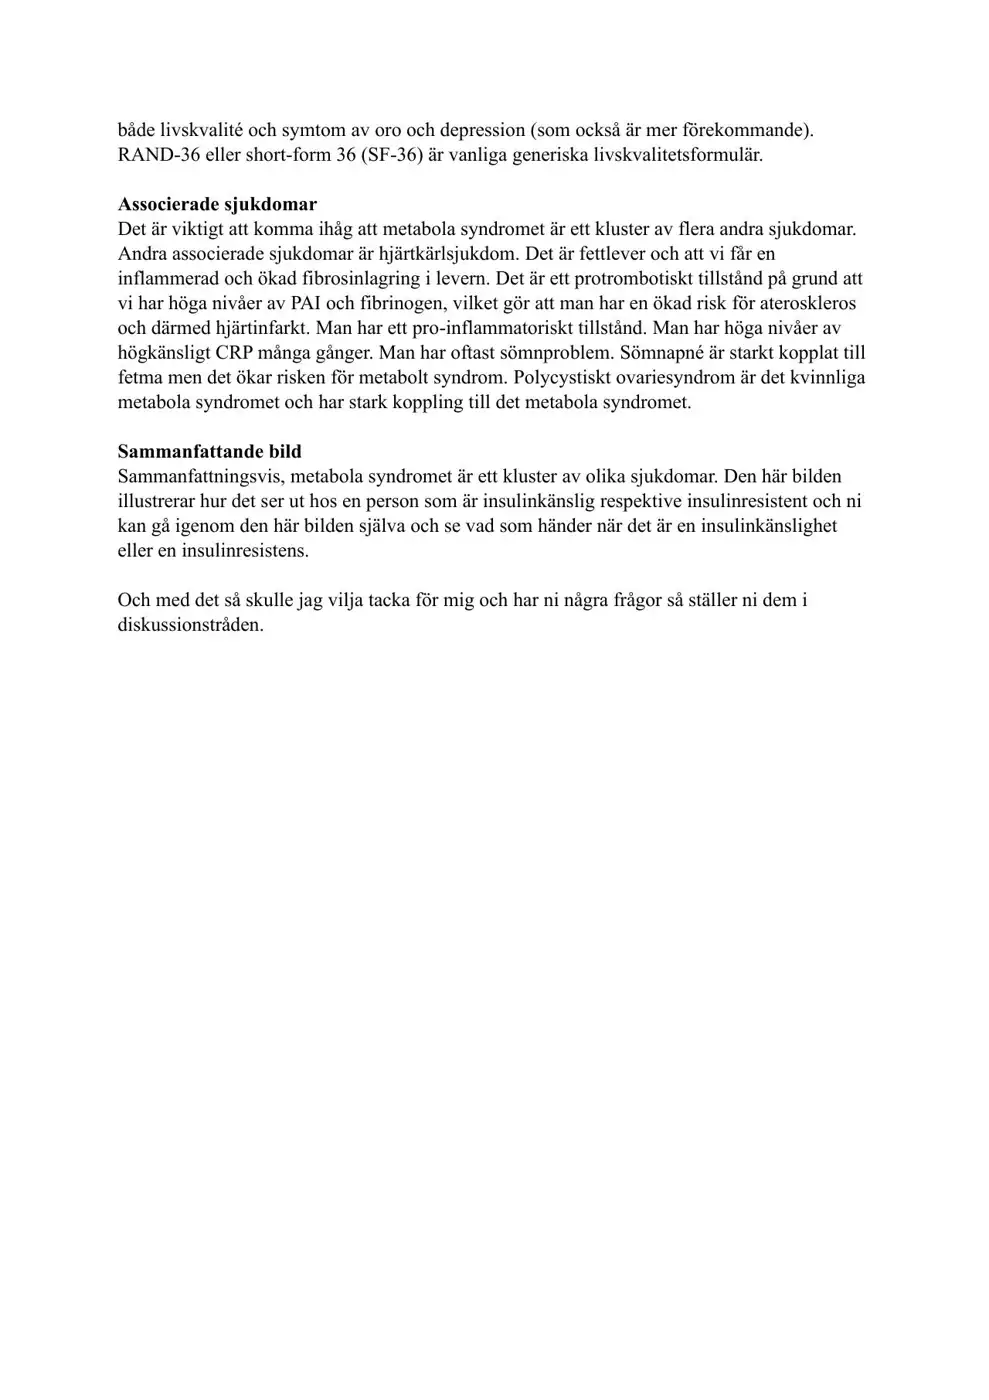 både livskvalité och symtom av oro och depression (som också är mer förekommande).
RAND-36 eller short-form 36 (SF-36) är vanliga generiska livskvalitetsformulär.
Associerade sjukdomar
Det är viktigt att komma ihåg att metabola syndromet är ett kluster av flera andra sjukdomar.
Andra associerade sjukdomar är hjärtkärlsjukdom. Det är fettlever och att vi får en
inflammerad och ökad fibrosinlagring i levern. Det är ett protrombotiskt tillstånd på grund att
vi har höga nivåer av PAI och fibrinogen, vilket gör att man har en ökad risk för ateroskleros
och därmed hjärtinfarkt. Man har ett pro-inflammatoriskt tillstånd. Man har höga nivåer av
högkänsligt CRP många gånger. Man har oftast sömnproblem. Sömnapné är starkt kopplat till
fetma men det ökar risken för metabolt syndrom. Polycystiskt ovariesyndrom är det kvinnliga
metabola syndromet och har stark koppling till det metabola syndromet.
Sammanfattande bild
Sammanfattningsvis, metabola syndromet är ett kluster av olika sjukdomar. Den här bilden
illustrerar hur det ser ut hos en person som är insulinkänslig respektive insulinresistent och ni
kan gå igenom den här bilden själva och se vad som händer när det är en insulinkänslighet
eller en insulinresistens.
Och med det så skulle jag vilja tacka för mig och har ni några frågor så ställer ni dem i
diskussionstråden.